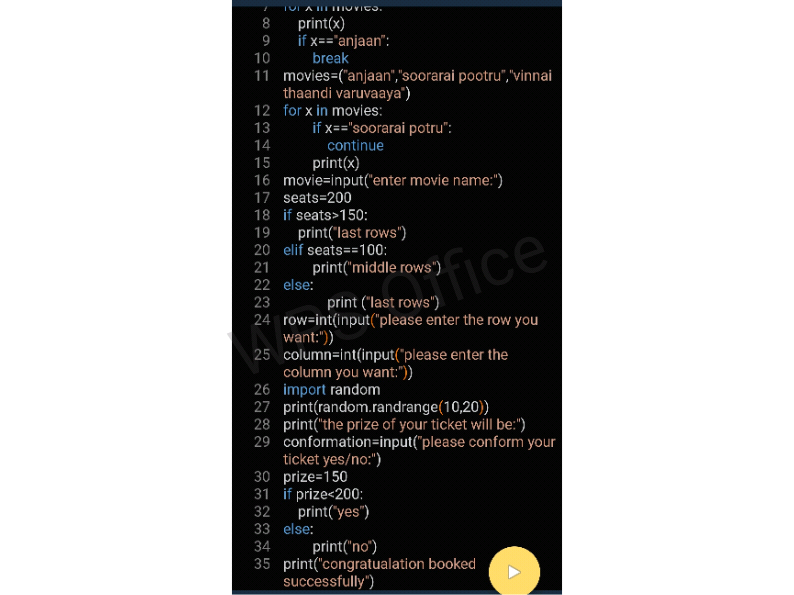 7 for x in movies:
8 print(x)
9 if x=="anjaan":
10 break
11 movies=("anjaan","soorarai pootru","vinnai
thaandi varuvaaya")
12 for x in movies:
13 if x=="soorarai potru":
14 continue
15 print(x)
16 movie=input("enter movie name:")
17 seats=200
18 if seats>150:
19 print("last rows")
20 elif seats==100:
21 print("middle rows")
22 else:
23 print ("last rows")
24 row=int(input("please enter the row you
want:"))
25 column=int(input("please enter the
column you want:"))
26 import random
27 print(random.randrange(10,20))
28 print("the prize of your ticket will be:")
29 conformation=input("please conform your
ticket yes/no:")
30 prize=150
31 if prize<200:
32 print("yes")
33 else:
34 print("no")
35 print("congratualation booked
successfully")
WPS Office